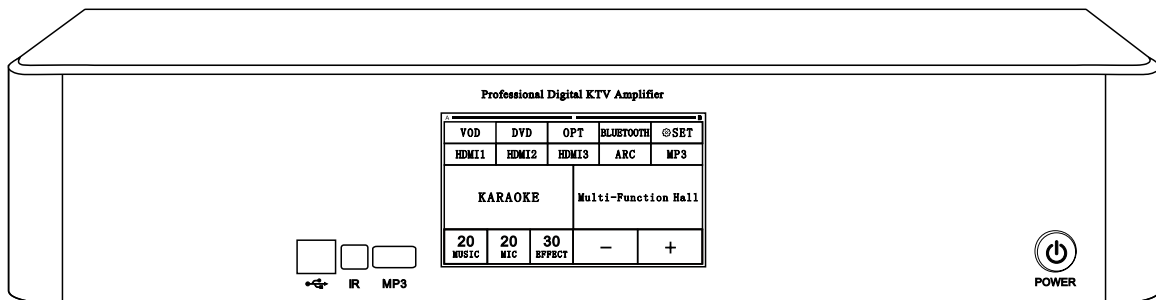 Professional Digital KTV Amplifier
A B
VOD DVD OPT BLUETOOTH SET
HDMI1 HDMI2 HDMI3 ARC MP3
KARAOKE Multi-Function Hall
20 20 30 - +
MUSIC MIC EFFECT
IR MP3
POWER